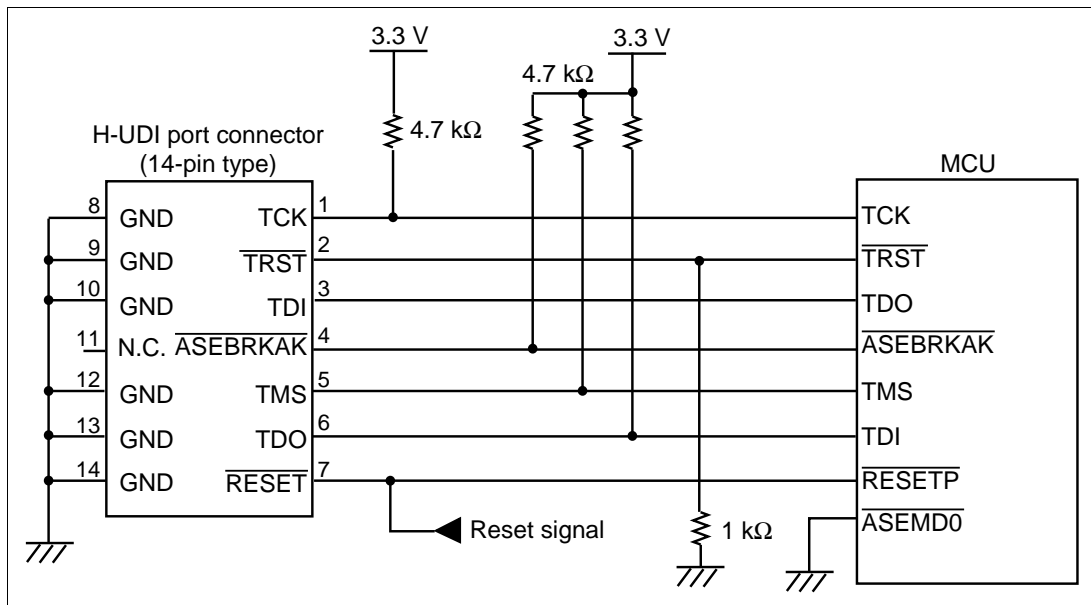 3.3 V
3.3 V
4.7 kΩ
4.7 kΩ
H-UDI port connector
(14-pin type)
MCU
8 GND TCK 1 TCK
9 GND TRST 2 TRST
10 GND TDI 3 TDO
11 N.C. ASEBRKAK 4 ASEBRKAK
12 GND TMS 5 TMS
13 GND TDO 6 TDI
14 GND RESET 7 RESETP
ASEMD0
Reset signal
1 kΩ